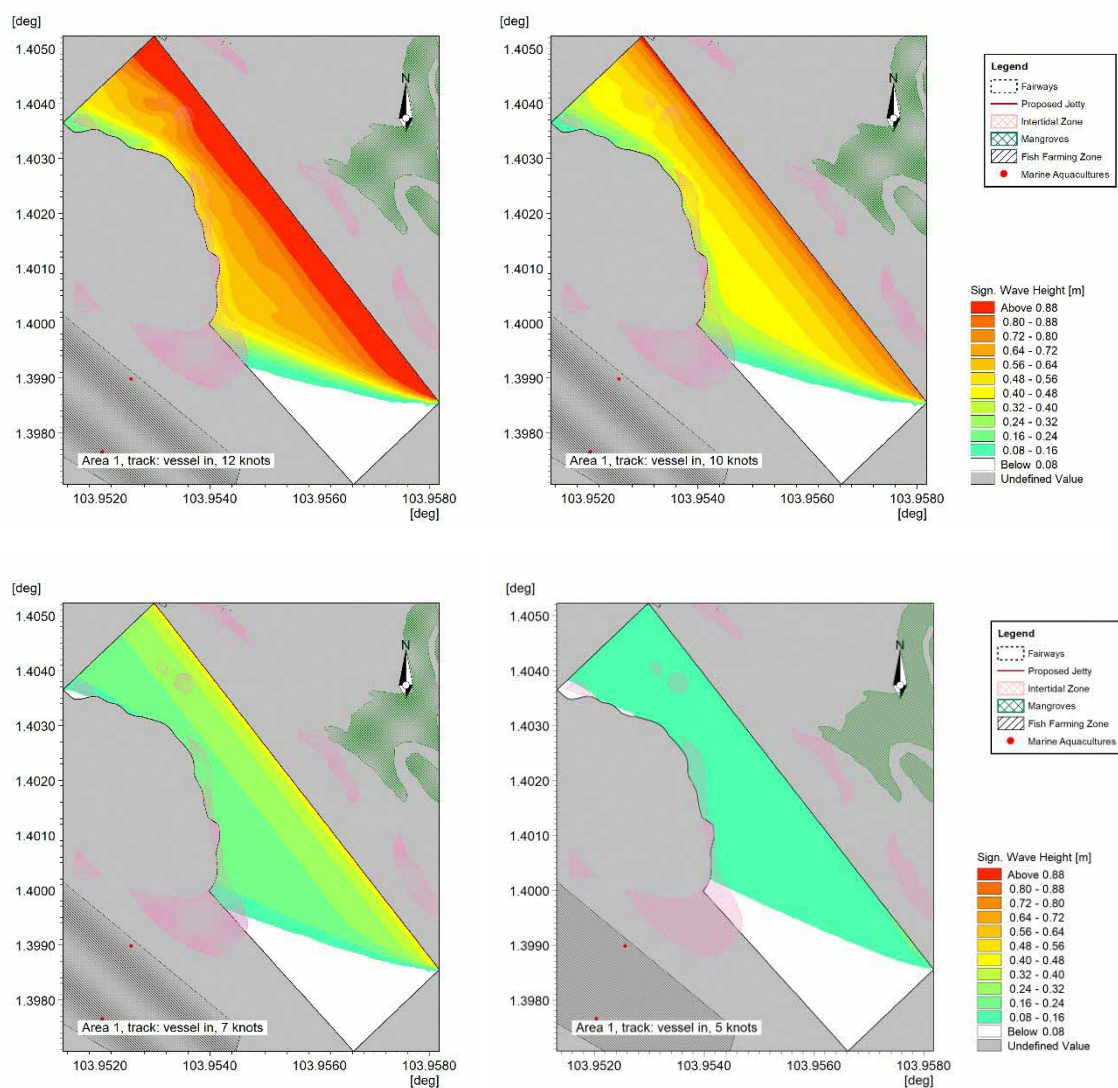 [deg]
1.4050
1.4040
1.4030
1.4020
1.4010
1.4000
1.3990
1.3980
N
Area 1, track: vessel in, 12 knots
103.9520 103.9540 103.9560 103.9580
[deg]
[deg]
1.4050
1.4040
1.4030
1.4020
1.4010
1.4000
1.3990
1.3980
N
Area 1, track: vessel in, 10 knots
103.9520 103.9540 103.9560 103.9580
[deg]
Legend
Fairways
Proposed Jetty
Intertidal Zone
Mangroves
Fish Farming Zone
Marine Aquacultures
Sign. Wave Height [m]
Above 0.88
0.80 - 0.88
0.72 - 0.80
0.64 - 0.72
0.56 - 0.64
0.48 - 0.56
0.40 - 0.48
0.32 - 0.40
0.24 - 0.32
0.16 - 0.24
0.08 - 0.16
Below 0.08
Undefined Value
[deg]
1.4050
1.4040
1.4030
1.4020
1.4010
1.4000
1.3990
1.3980
N
Area 1, track: vessel in, 7 knots
103.9520 103.9540 103.9560 103.9580
[deg]
[deg]
1.4050
1.4040
1.4030
1.4020
1.4010
1.4000
1.3990
1.3980
N
Area 1, track: vessel in, 5 knots
103.9520 103.9540 103.9560 103.9580
[deg]
Legend
Fairways
Proposed Jetty
Intertidal Zone
Mangroves
Fish Farming Zone
Marine Aquacultures
Sign. Wave Height [m]
Above 0.88
0.80 - 0.88
0.72 - 0.80
0.64 - 0.72
0.56 - 0.64
0.48 - 0.56
0.40 - 0.48
0.32 - 0.40
0.24 - 0.32
0.16 - 0.24
0.08 - 0.16
Below 0.08
Undefined Value